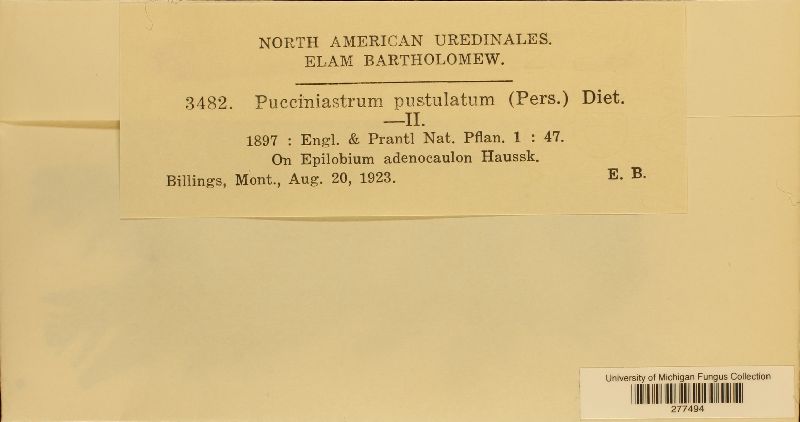 NORTH AMERICAN UREDINALES.
ELAM BARTHOLOMEW.
3482. Pucciniastrum pustulatum (Pers.) Diet.
—II.
1897 : Engl. & Prantl Nat. Pflan. 1 : 47.
On Epilobium adenocaulon Haussk.
Billings, Mont., Aug. 20, 1923. E. B.
University of Michigan Fungus Collection
277494